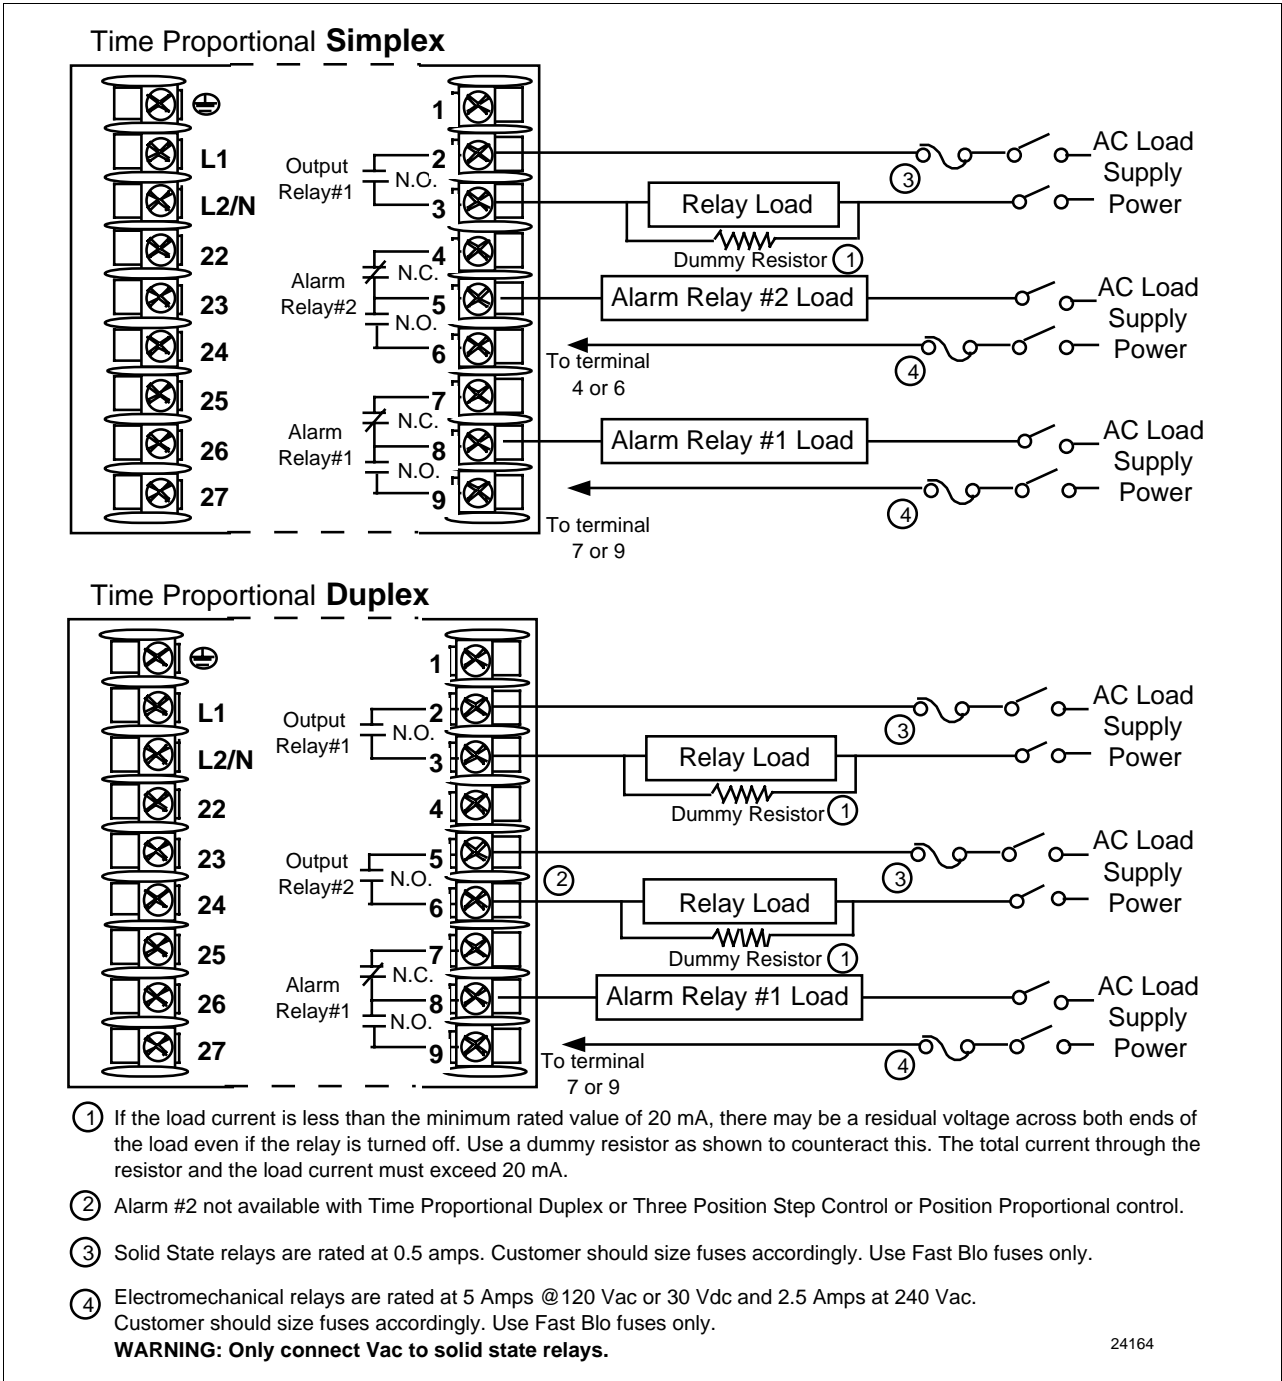 Time Proportional Simplex
1
L1
Output
Relay#1
N.O.
2
3
AC Load
Supply
Power
L2/N
3
Relay Load
22
4
Dummy Resistor 1
Alarm
Relay#2
N.C.
N.O.
23
5
Alarm Relay #2 Load
AC Load
Supply
Power
24
6
To terminal
4 or 6
4
25
7
Alarm
Relay#1
N.C.
N.O.
26
8
Alarm Relay #1 Load
AC Load
Supply
Power
27
9
4
To terminal
7 or 9
Time Proportional Duplex
1
L1
Output
Relay#1
N.O.
2
3
AC Load
Supply
Power
L2/N
3
Relay Load
22
4
Dummy Resistor 1
23
Output
Relay#2
N.O.
5
2
3
AC Load
Supply
Power
24
6
Relay Load
25
7
Dummy Resistor 1
Alarm
Relay#1
N.C.
N.O.
26
8
Alarm Relay #1 Load
AC Load
Supply
Power
27
9
To terminal
7 or 9
4
1 If the load current is less than the minimum rated value of 20 mA, there may be a residual voltage across both ends of
the load even if the relay is turned off. Use a dummy resistor as shown to counteract this. The total current through the
resistor and the load current must exceed 20 mA.
2 Alarm #2 not available with Time Proportional Duplex or Three Position Step Control or Position Proportional control.
3 Solid State relays are rated at 0.5 amps. Customer should size fuses accordingly. Use Fast Blo fuses only.
4 Electromechanical relays are rated at 5 Amps @120 Vac or 30 Vdc and 2.5 Amps at 240 Vac.
Customer should size fuses accordingly. Use Fast Blo fuses only.
WARNING: Only connect Vac to solid state relays.
24164